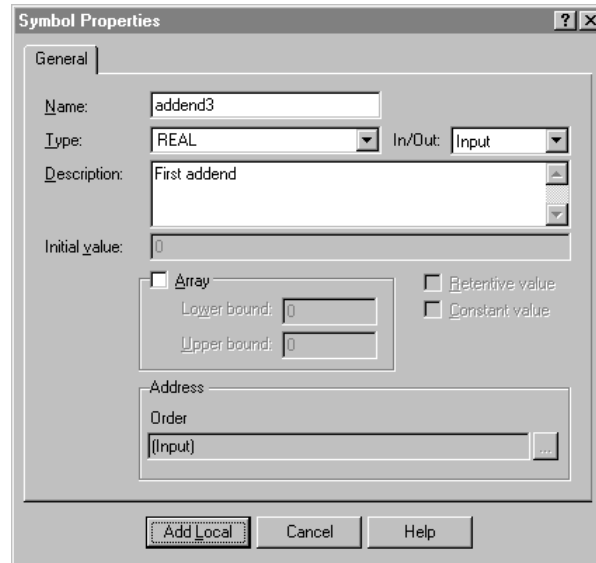 Symbol Properties
General
Name: addend3
Type: REAL In/Out: Input
Description: First addend
Initial value: 0
Array
Retentive value
Lower bound: 0
Constant value
Upper bound: 0
Address
Order
(Input) ...
Add Local Cancel Help